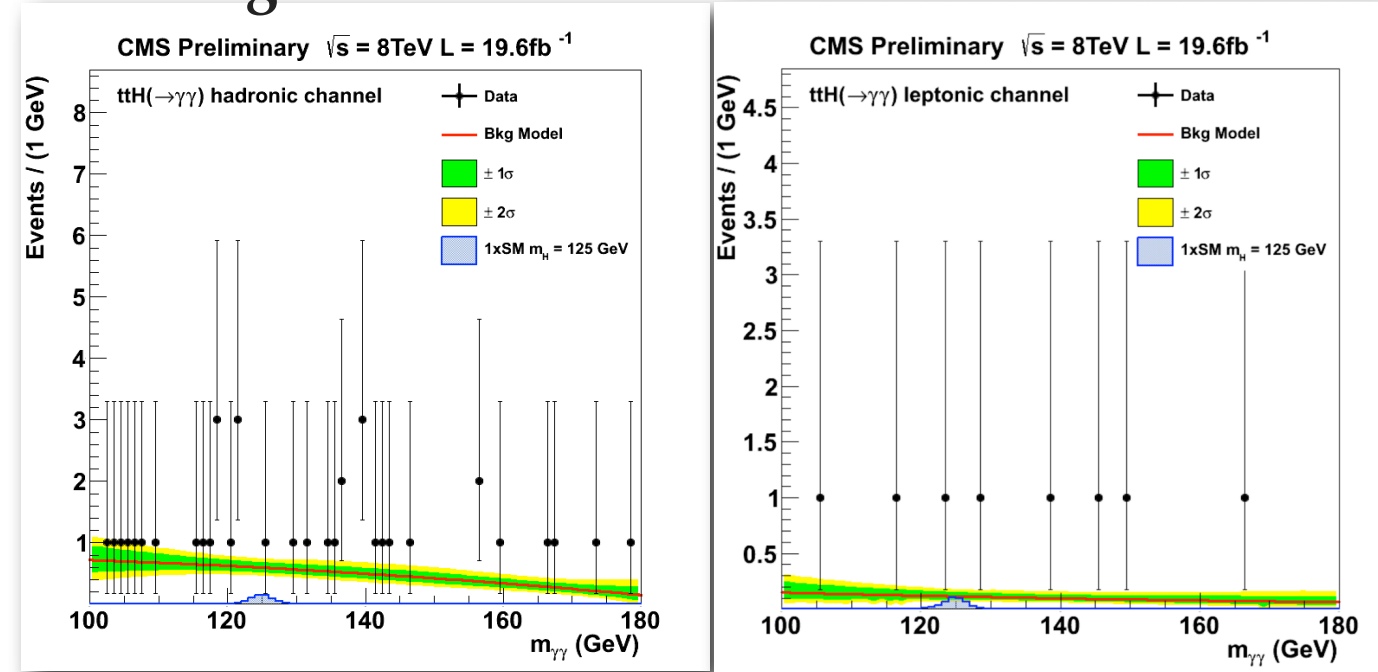 CMS Preliminary √s = 8TeV L = 19.6fb -1
ttH(→γγ) hadronic channel
Data
Bkg Model
± 1σ
± 2σ
1xSM mH = 125 GeV
Events / (1 GeV)
8
7
6
5
4
3
2
1
100 120 140 160 180
mγγ (GeV)
CMS Preliminary √s = 8TeV L = 19.6fb -1
ttH(→γγ) leptonic channel
Data
Bkg Model
± 1σ
± 2σ
1xSM mH = 125 GeV
Events / (1 GeV)
4.5
4
3.5
3
2.5
2
1.5
1
0.5
100 120 140 160 180
mγγ (GeV)